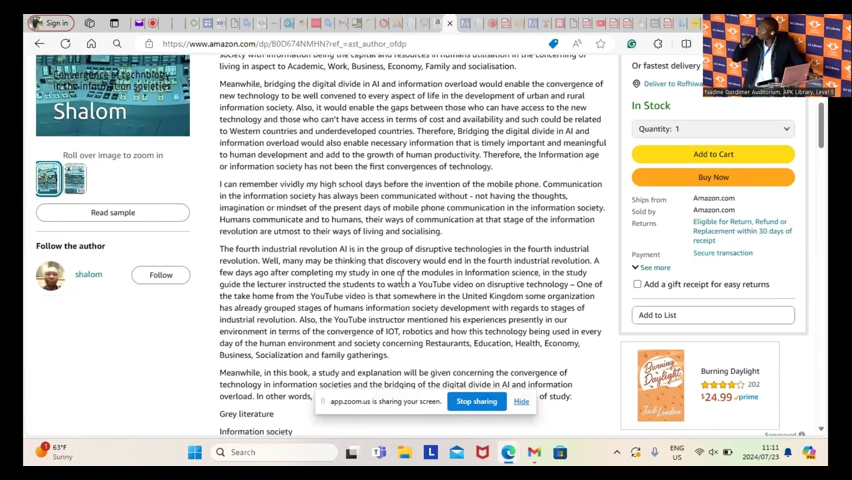 Sign in
https://www.amazon.com/dp/B0D674NMHN?ref_=ast_author_ofdp
Convergence of technology
in the information societies
Shalom
Roll over image to zoom in
Read sample
Follow the author
shalom
Follow
society with information being the capital and resources in humans utilisation in the concerning of
living in aspect to Academic, Work, Business, Economy, Family and socialisation.
Meanwhile, bridging the digital divide in AI and information overload would enable the convergence of
new technology to be well convened to every aspect of life in the development of urban and rural
information society. Also, it would enable the gaps between those who can have access to the new
technology and those who can't have access in terms of cost and availability and such could be related
to Western countries and underdeveloped countries. Therefore, Bridging the digital divide in AI and
information overload would also enable necessary information that is timely important and meaningful
to human development and add to the growth of human productivity. Therefore, the Information age
or information society has not been the first convergences of technology.
I can remember vividly my high school days before the invention of the mobile phone. Communication
in the information society has always been communicated without - not having the thoughts,
imagination or mindset of the present days of mobile phone communication in the information society.
Humans communicate and to humans, their ways of communication at that stage of the information
revolution are utmost to their ways of living and socialising.
The fourth industrial revolution AI is in the group of disruptive technologies in the fourth industrial
revolution. Well, many may be thinking that discovery would end in the fourth industrial revolution. A
few days ago after completing my study in one of the modules in Information science, in the study
guide the lecturer instructed the students to watch a YouTube video on disruptive technology – One of
the take home from the YouTube video is that somewhere in the United Kingdom some organization
has already grouped stages of humans information society development with regards to stages of
industrial revolution. Also, the YouTube instructor mentioned his experiences presently in our
environment in terms of the convergence of IOT, robotics and how this technology being used in every
day of the human environment and society concerning Restaurants, Education, Health, Economy,
Business, Socialization and family gatherings.
Meanwhile, in this book, a study and explanation will be given concerning the convergence of
technology in information societies and the bridging of the digital divide in AI and information
overload. In other words, of study:
Grey literature
Information society
app.zoom.us is sharing your screen.
Stop sharing
Hide
Or fastest delivery
Deliver to Rofhiwa
In Stock
Quantity: 1
Add to Cart
Buy Now
Ships from
Amazon.com
Sold by
Amazon.com
Returns
Eligible for Return, Refund or
Replacement within 30 days of
receipt
Payment
Secure transaction
See more
Add a gift receipt for easy returns
Add to List
Burning
Daylight
Jack London
Burning Daylight
202
$24.99 prime
Sponsored
Nadine Gordimer Auditorium, APK Library, Level 5
63°F
Sunny
Search
ENG
US
11:11
2024/07/23